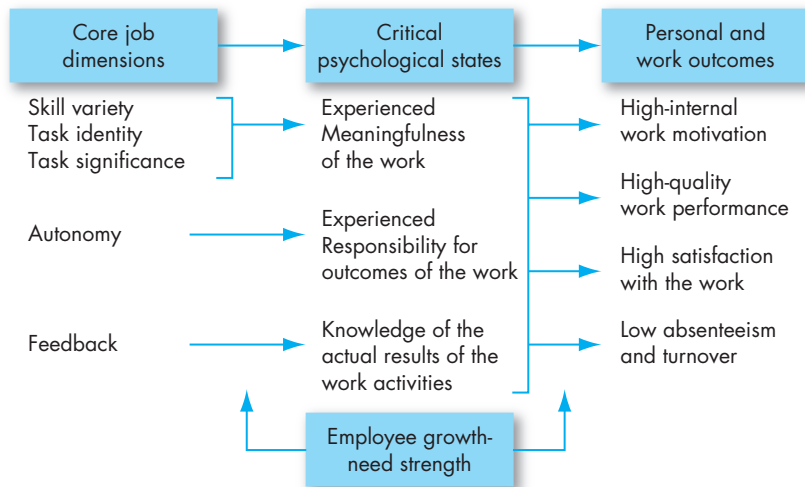 Core job
dimensions
Critical
psychological states
Personal and
work outcomes
Skill variety
Task identity
Task significance
Experienced
Meaningfulness
of the work
High-internal
work motivation
High-quality
work performance
Autonomy
Experienced
Responsibility for
outcomes of the work
High satisfaction
with the work
Feedback
Knowledge of the
actual results of the
work activities
Low absenteeism
and turnover
Employee growth-
need strength